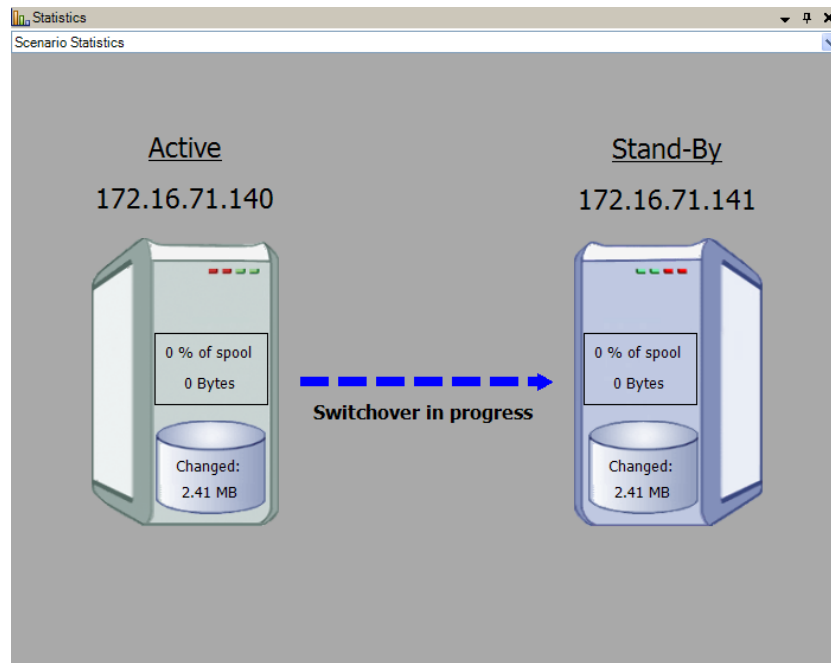 Statistics
Scenario Statistics
Active
172.16.71.140
Stand-By
172.16.71.141
0 % of spool
0 Bytes
Changed:
2.41 MB
Switchover in progress
0 % of spool
0 Bytes
Changed:
2.41 MB